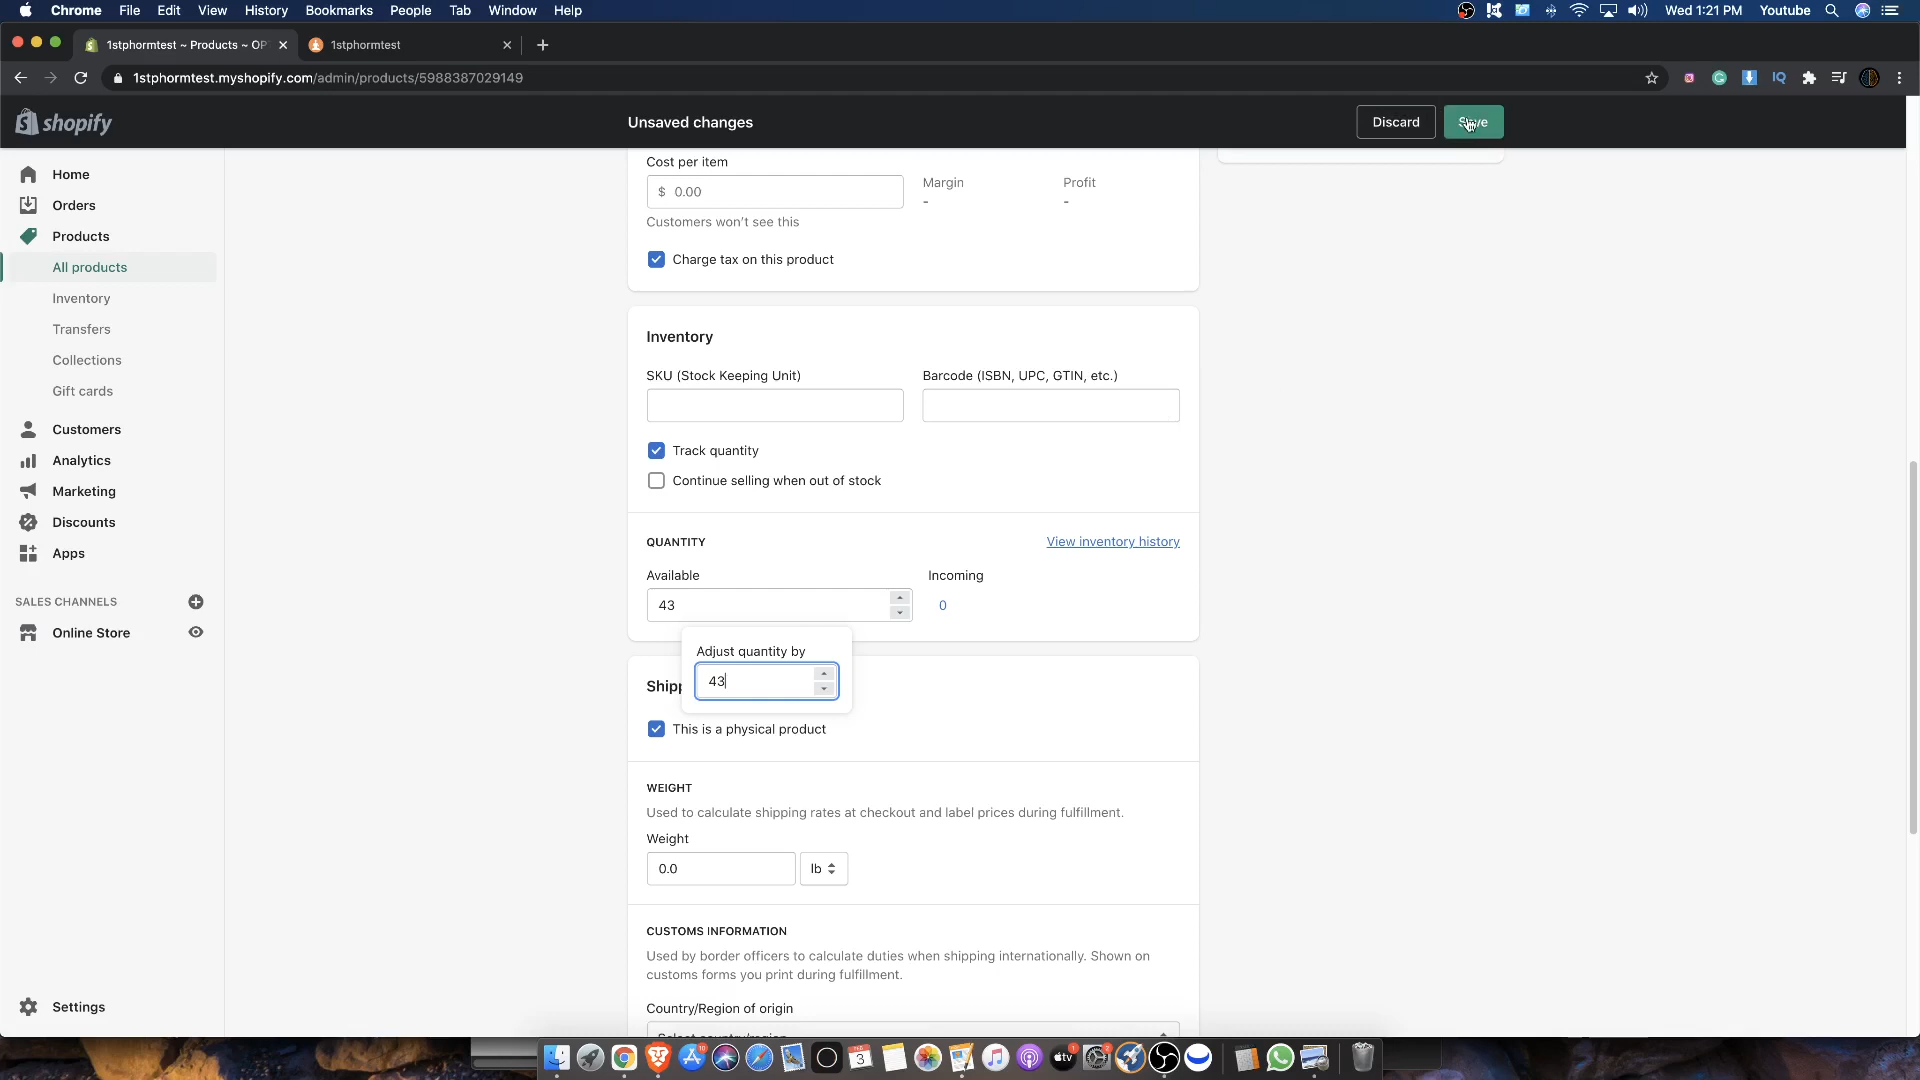 Chrome File Edit View History Bookmarks People Tab Window Help Wed 1:21 PM Youtube
1stphormtest ~ Products ~ OP 1stphormtest
1stphormtest.myshopify.com/admin/products/5988387029149 IQ
shopify Unsaved changes Discard Save
Home
Orders
Products
All products
Inventory
Transfers
Collections
Gift cards
Customers
Analytics
Marketing
Discounts
Apps
SALES CHANNELS
Online Store
Settings
Cost per item
$ 0.00
Margin
-
Profit
-
Customers won't see this
Charge tax on this product
Inventory
SKU (Stock Keeping Unit) Barcode (ISBN, UPC, GTIN, etc.)
Track quantity
Continue selling when out of stock
QUANTITY View inventory history
Available Incoming
43 0
Adjust quantity by
43
This is a physical product
WEIGHT
Used to calculate shipping rates at checkout and label prices during fulfillment.
Weight
0.0 lb
CUSTOMS INFORMATION
Used by border officers to calculate duties when shipping internationally. Shown on
customs forms you print during fulfillment.
Country/Region of origin